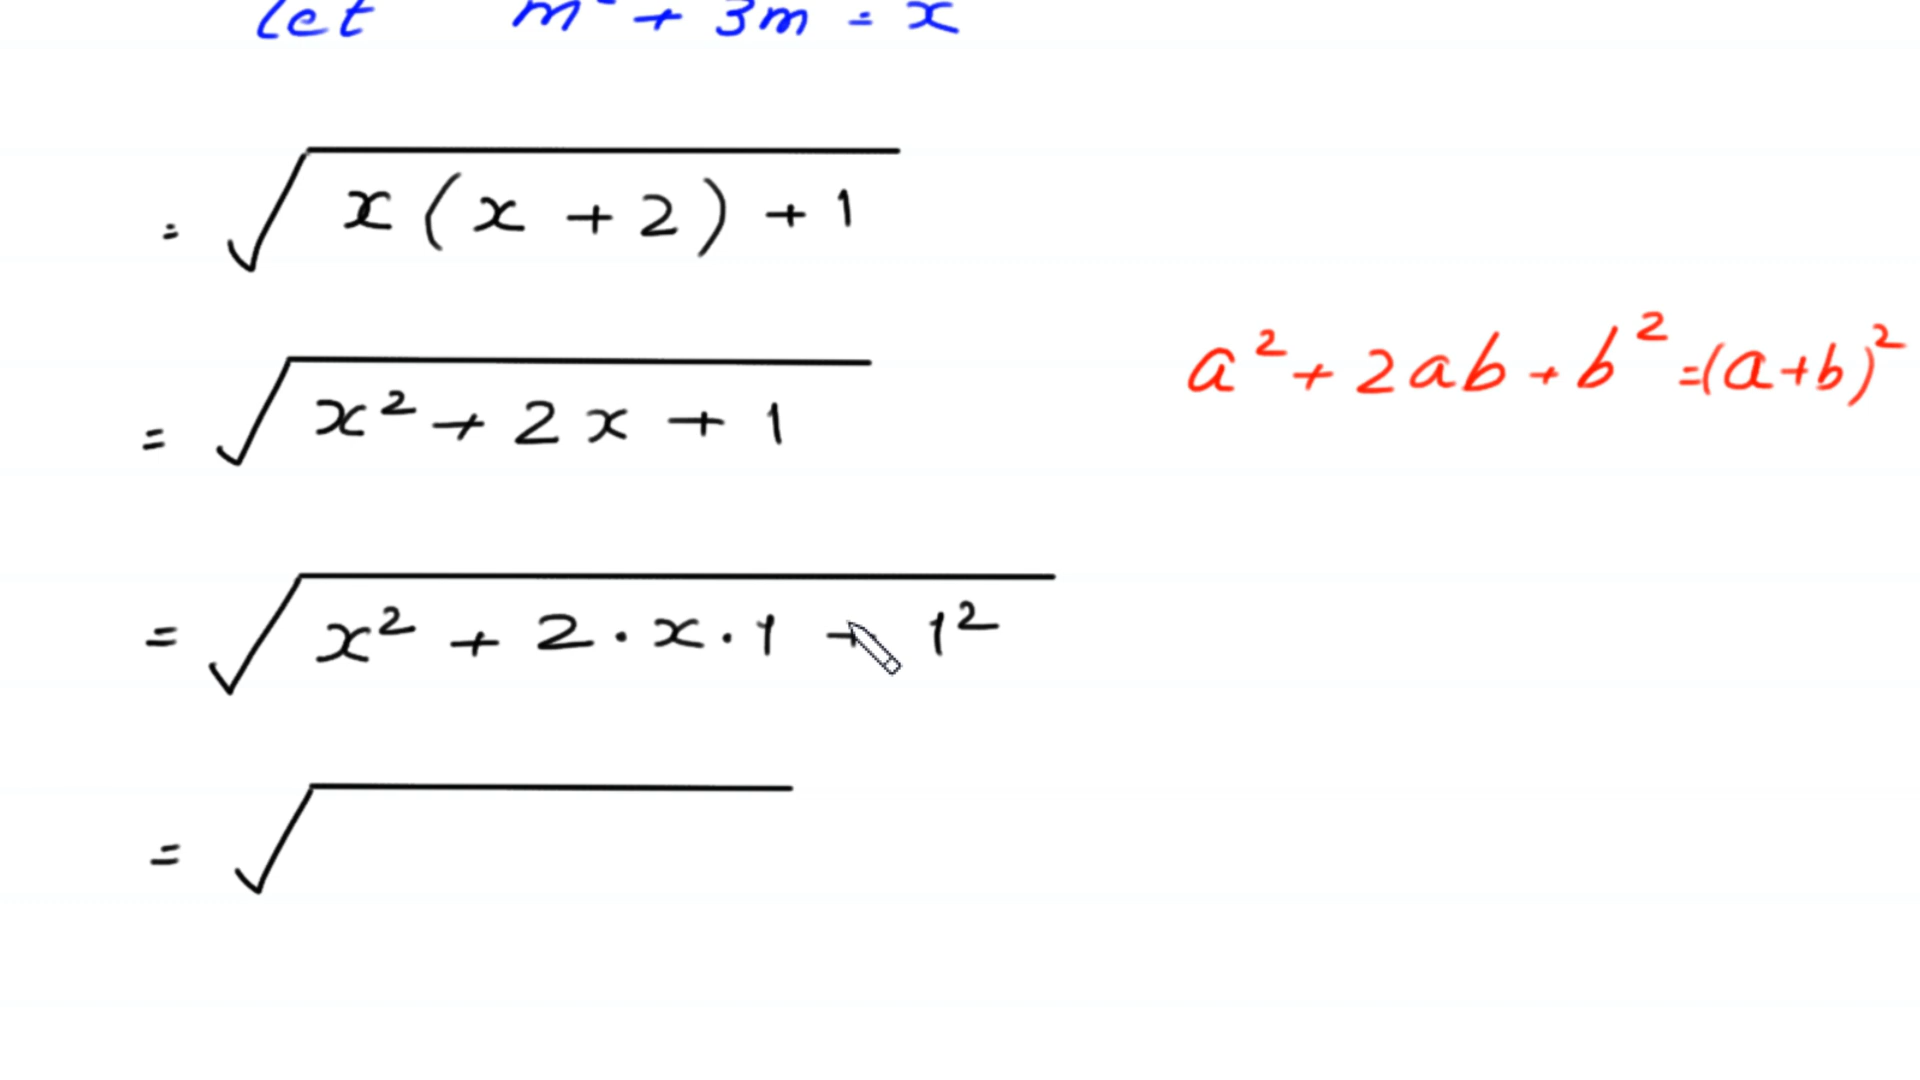 let m² + 3m = x
= √x(x + 2) + 1
a² + 2ab + b² = (a+b)²
= √x² + 2x + 1
= √x² + 2·x·1 + 1²
= √